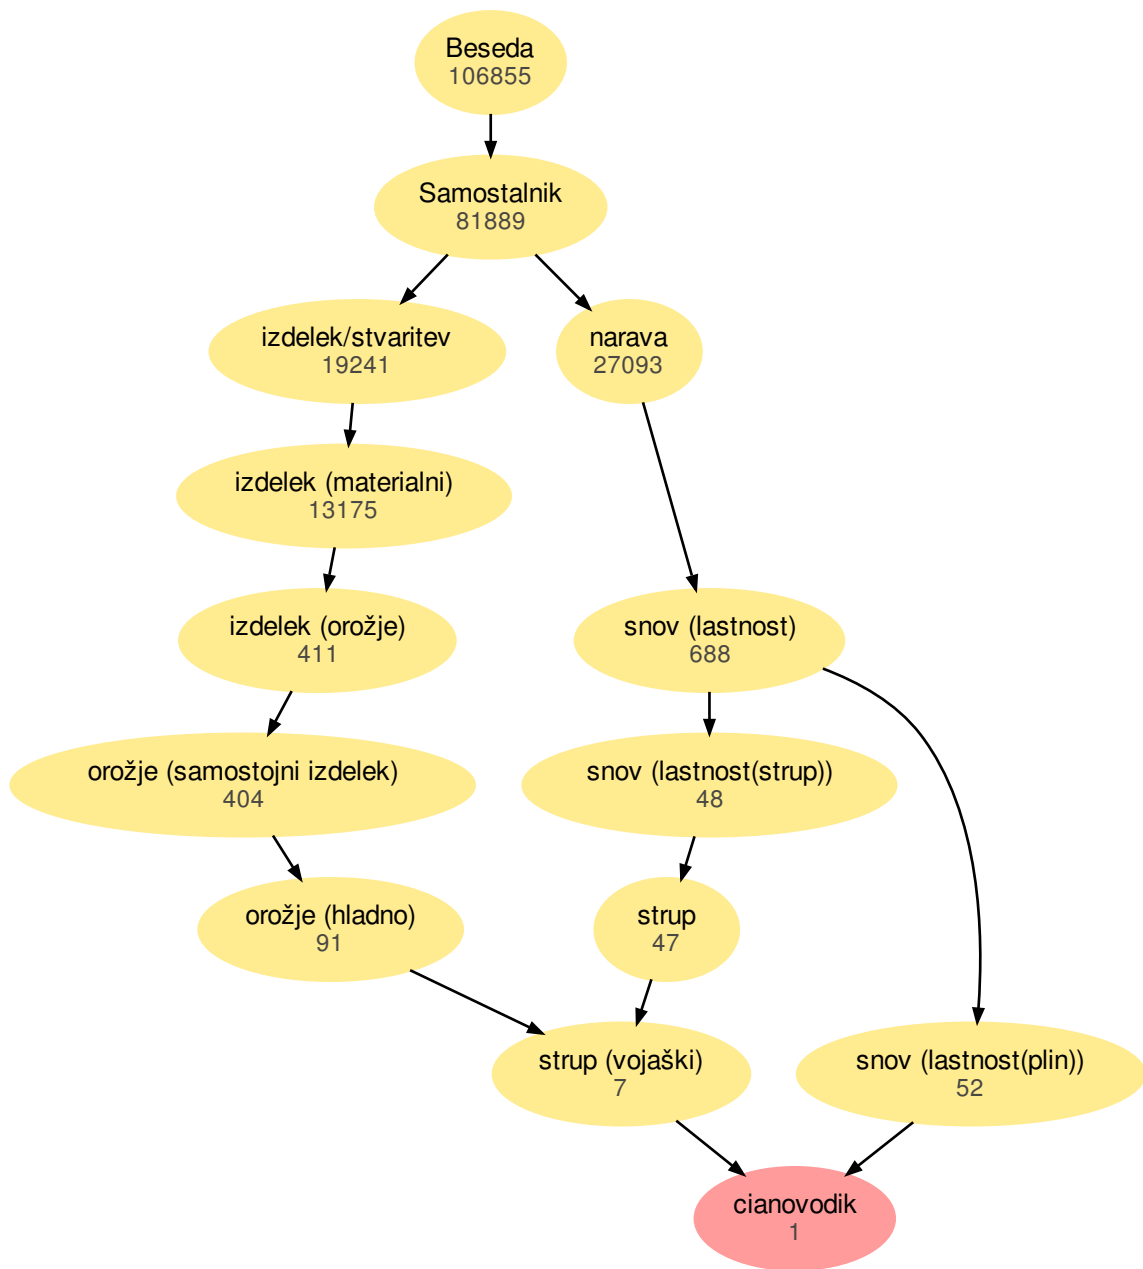 Beseda
106855
Samostalnik
81889
izdelek/stvaritev
19241
narava
27093
izdelek (materialni)
13175
izdelek (orožje)
411
snov (lastnost)
688
orožje (samostojni izdelek)
404
snov (lastnost(strup))
48
orožje (hladno)
91
strup
47
strup (vojaški)
7
snov (lastnost(plin))
52
cianovodik
1